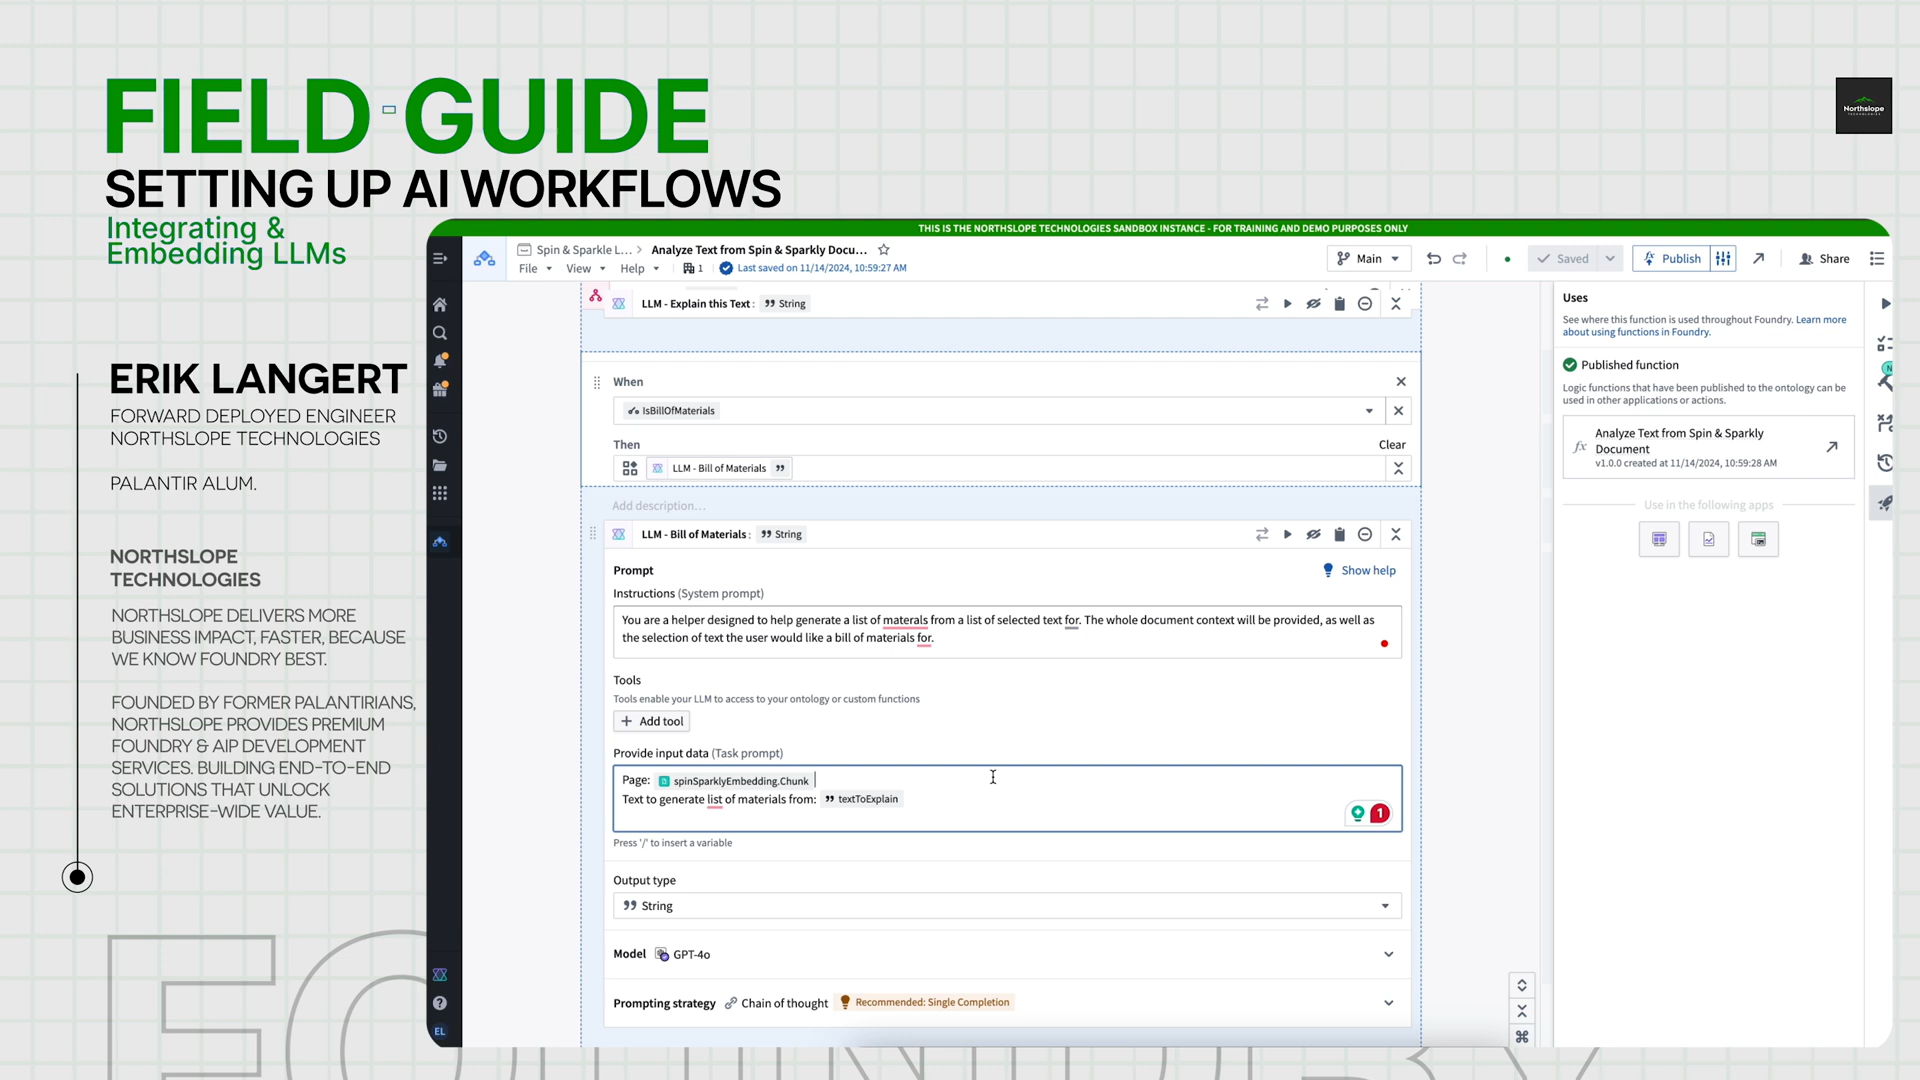 FIELD-GUIDE
SETTING UP AI WORKFLOWS
Integrating &
Embedding LLMs
Northslope
TECHNOLOGIES
ERIK LANGERT
FORWARD DEPLOYED ENGINEER
NORTHSLOPE TECHNOLOGIES
PALANTIR ALUM.
NORTHSLOPE
TECHNOLOGIES
NORTHSLOPE DELIVERS MORE
BUSINESS IMPACT, FASTER, BECAUSE
WE KNOW FOUNDRY BEST.
FOUNDED BY FORMER PALANTIRIANS,
NORTHSLOPE PROVIDES PREMIUM
FOUNDRY & AIP DEVELOPMENT
SERVICES. BUILDING END-TO-END
SOLUTIONS THAT UNLOCK
ENTERPRISE-WIDE VALUE.
THIS IS THE NORTHSLOPE TECHNOLOGIES SANDBOX INSTANCE - FOR TRAINING AND DEMO PURPOSES ONLY
Spin & Sparkle L... > Analyze Text from Spin & Sparkly Docu...
File View Help 1 Last saved on 11/14/2024, 10:59:27 AM
Main Saved Publish Share
LLM - Explain this Text: String
When
IsBillOfMaterials
Then Clear
LLM - Bill of Materials
Add description...
LLM - Bill of Materials: String
Prompt Show help
Instructions (System prompt)
You are a helper designed to help generate a list of materals from a list of selected text for. The whole document context will be provided, as well as
the selection of text the user would like a bill of materials for.
Tools
Tools enable your LLM to access to your ontology or custom functions
Add tool
Provide input data (Task prompt)
Page: spinSparklyEmbedding.Chunk
Text to generate list of materials from: textToExplain
1
Press '/' to insert a variable
Output type
String
Model GPT-4o
Prompting strategy Chain of thought Recommended: Single Completion
Uses
See where this function is used throughout Foundry. Learn more
about using functions in Foundry.
Published function
Logic functions that have been published to the ontology can be
used in other applications or actions.
fx Analyze Text from Spin & Sparkly
Document
v1.0.0 created at 11/14/2024, 10:59:28 AM
Use in the following apps
EL